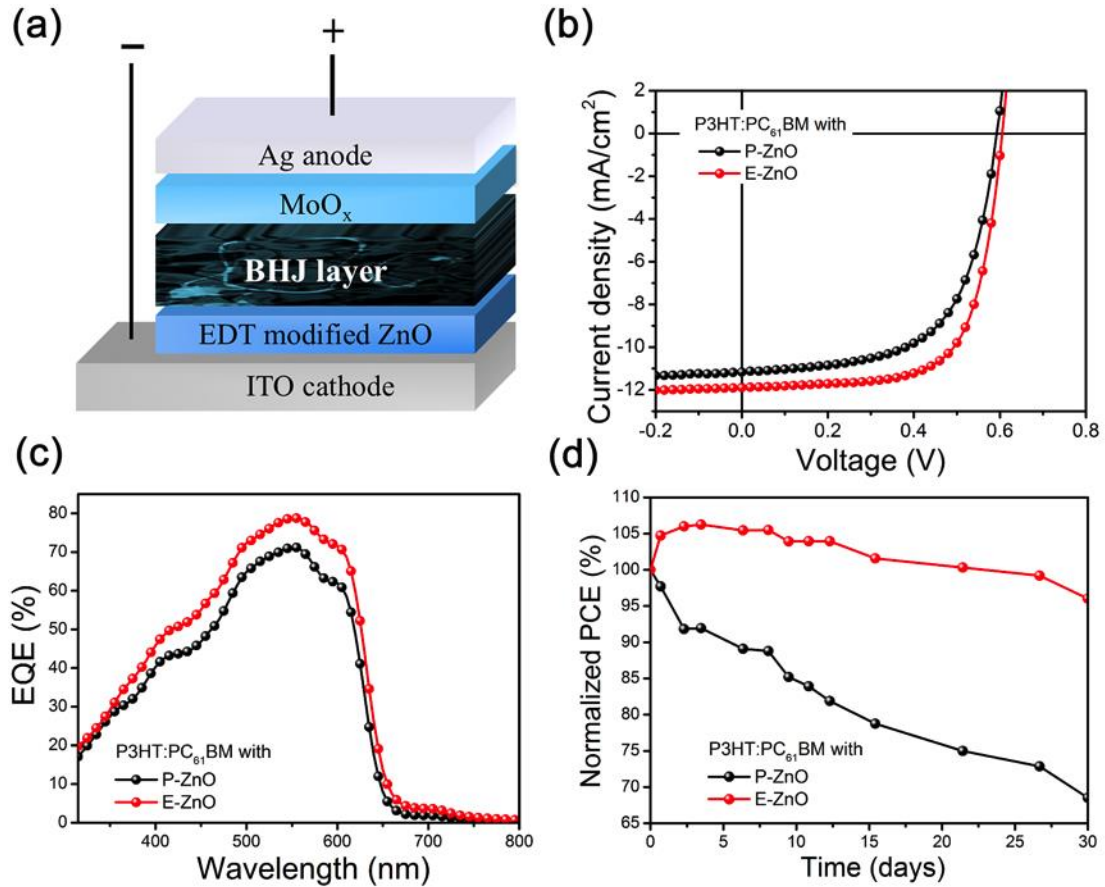 (a)
−
+
Ag anode
MoOx
BHJ layer
EDT modified ZnO
ITO cathode
(b)
2
0
-2
-4
-6
-8
-10
-12
-0.2 0.0 0.2 0.4 0.6 0.8
Current density (mA/cm²)
Voltage (V)
P3HT:PC₆₁BM with
P-ZnO
E-ZnO
(c)
80
70
60
50
40
30
20
10
0
400 500 600 700 800
EQE (%)
Wavelength (nm)
P3HT:PC₆₁BM with
P-ZnO
E-ZnO
(d)
110
105
100
95
90
85
80
75
70
65
0 5 10 15 20 25 30
Normalized PCE (%)
Time (days)
P3HT:PC₆₁BM with
P-ZnO
E-ZnO